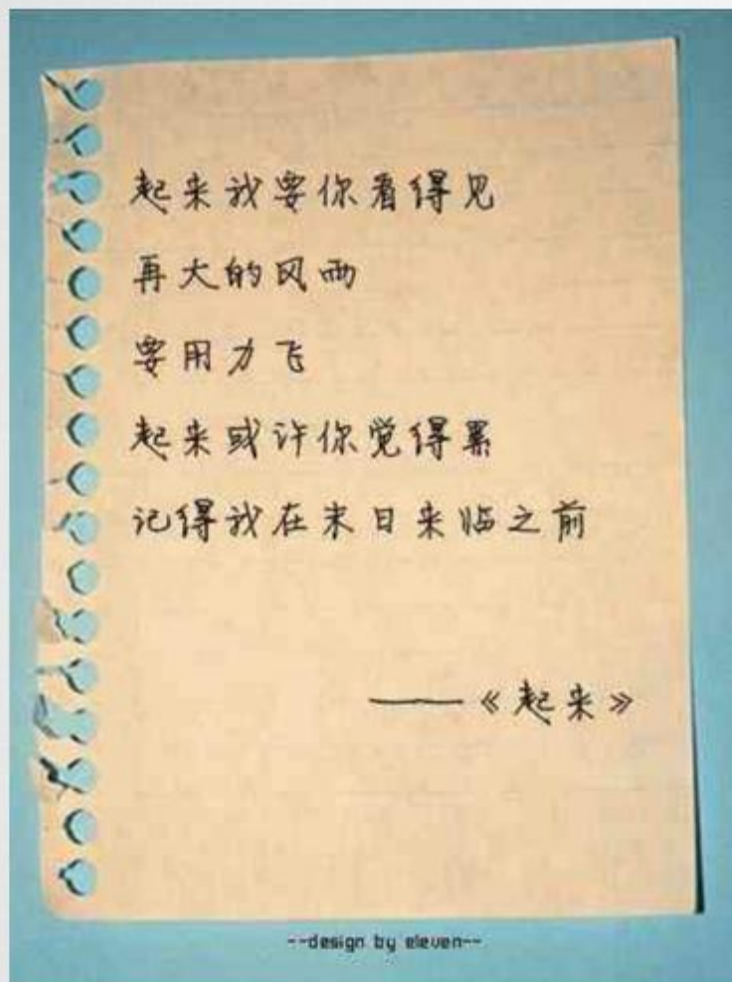 起来我要你看得见
再大的风雨
要用力飞
起来或许你觉得累
记得我在末日来临之前
——《起来》
--design by eleven--